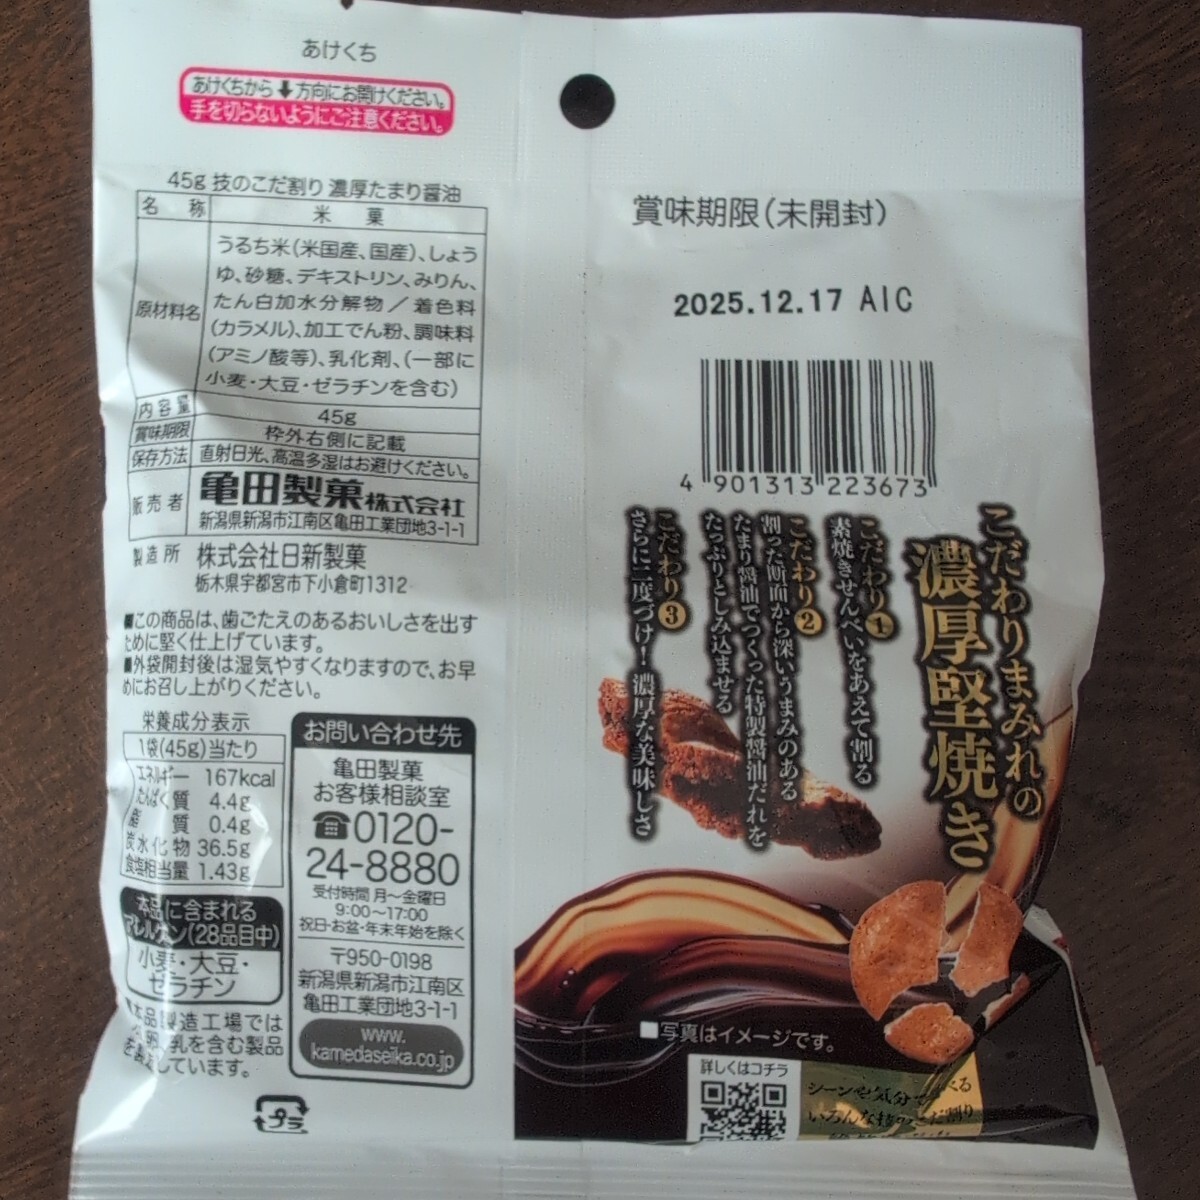 あけくち
あけくちから⬇方向にお開けください。
手を切らないようにご注意ください。
45g 技のこだ割り 濃厚たまり醤油
名称 米菓
原材料名 うるち米(米国産、国産)、しょう
ゆ、砂糖、デキストリン、みりん、
たん白加水分解物／着色料
(カラメル)、加工でん粉、調味料
(アミノ酸等)、乳化剤、(一部に
小麦・大豆・ゼラチンを含む)
内容量 45g
賞味期限 枠外右側に記載
保存方法 直射日光、高温多湿はお避けください。
販売者 亀田製菓株式会社
新潟県新潟市江南区亀田工業団地3-1-1
製造所 株式会社日新製菓
栃木県宇都宮市下小倉町1312
■この商品は、歯ごたえのあるおいしさを出す
ために堅く仕上げています。
■外袋開封後は湿気やすくなりますので、お早
めにお召し上がりください。
栄養成分表示
1袋(45g)当たり
エネルギー 167kcal
たんぱく質 4.4g
脂質 0.4g
炭水化物 36.5g
食塩相当量 1.43g
本品に含まれる
アレルゲン(28品目中)
小麦・大豆・
ゼラチン
本品製造工場では
卵、乳を含む製品
しています。
プラ
お問い合わせ先
亀田製菓
お客様相談室
☎0120-
24-8880
受付時間 月〜金曜日
9:00〜17:00
祝日・お盆・年末年始を除く
〒950-0198
新潟県新潟市江南区
亀田工業団地3-1-1
www.
kamedaseika.co.jp
賞味期限(未開封)
2025.12.17 AIC
4 901313 223673
こだわりまみれの
濃厚堅焼き
こだわり1
素焼きせんべいをあえて割る
こだわり2
割った断面から深いうまみのある
たまり醤油でつくった特製醤油だれを
たっぷりとしみ込ませる
こだわり3
さらに二度づけ！濃厚な美味しさ
■写真はイメージです。
詳しくはコチラ
シーンや気分で べる
いろんな技のこだ割り